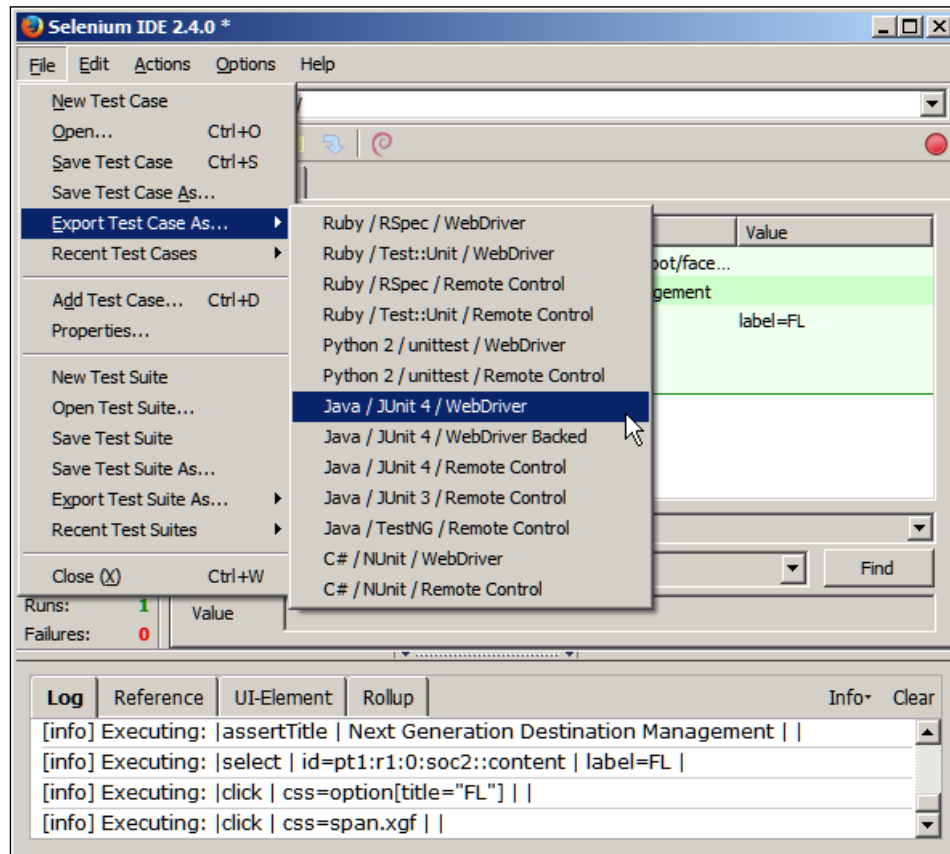 Selenium IDE 2.4.0 *
File Edit Actions Options Help
New Test Case
Open... Ctrl+O
Save Test Case Ctrl+S
Save Test Case As...
Export Test Case As...
Recent Test Cases
Add Test Case... Ctrl+D
Properties...
New Test Suite
Open Test Suite...
Save Test Suite
Save Test Suite As...
Export Test Suite As...
Recent Test Suites
Close (X) Ctrl+W
Ruby / RSpec / WebDriver
Ruby / Test::Unit / WebDriver
Ruby / RSpec / Remote Control
Ruby / Test::Unit / Remote Control
Python 2 / unittest / WebDriver
Python 2 / unittest / Remote Control
Java / JUnit 4 / WebDriver
Java / JUnit 4 / WebDriver Backed
Java / JUnit 4 / Remote Control
Java / JUnit 3 / Remote Control
Java / TestNG / Remote Control
C# / NUnit / WebDriver
C# / NUnit / Remote Control
Value
oot/face...
gement
label=FL
Find
Runs: 1
Failures: 0
Value
Log Reference UI-Element Rollup Info Clear
[info] Executing: |assertTitle | Next Generation Destination Management | |
[info] Executing: |select | id=pt1:r1:0:soc2::content | label=FL |
[info] Executing: |click | css=option[title="FL"] | |
[info] Executing: |click | css=span.xgf | |